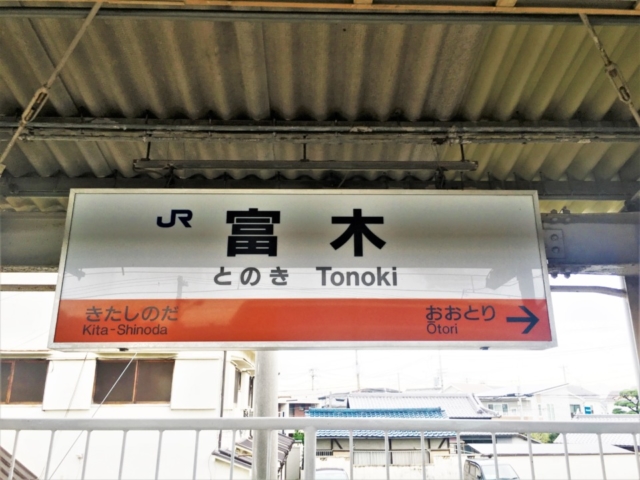 JR 富木
とのき Tonoki
きたしのだ
Kita-Shinoda
おおとり
Ōtori →